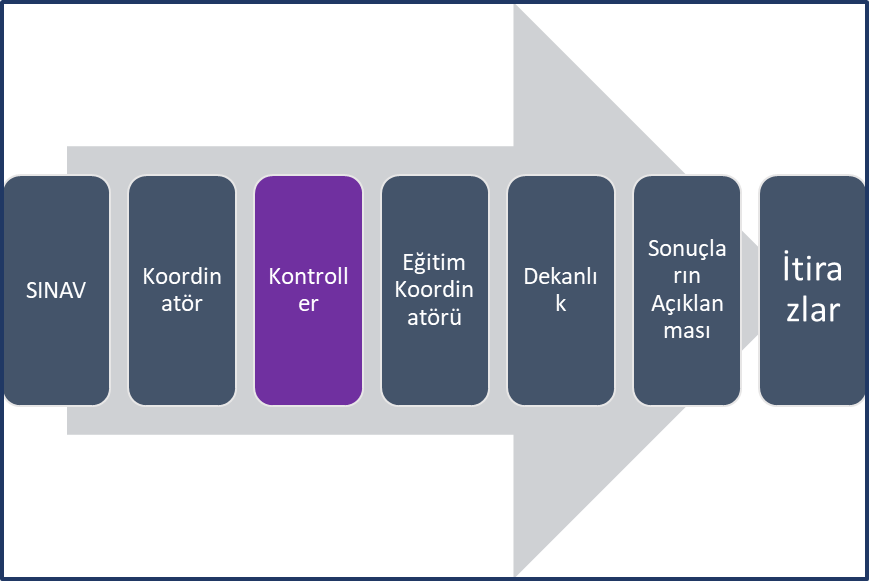 SINAV
Koordin
atör
Kontroll
er
Eğitim
Koordin
atörü
Dekanlı
k
Sonuçla
rın
Açıklan
ması
İtira
zlar